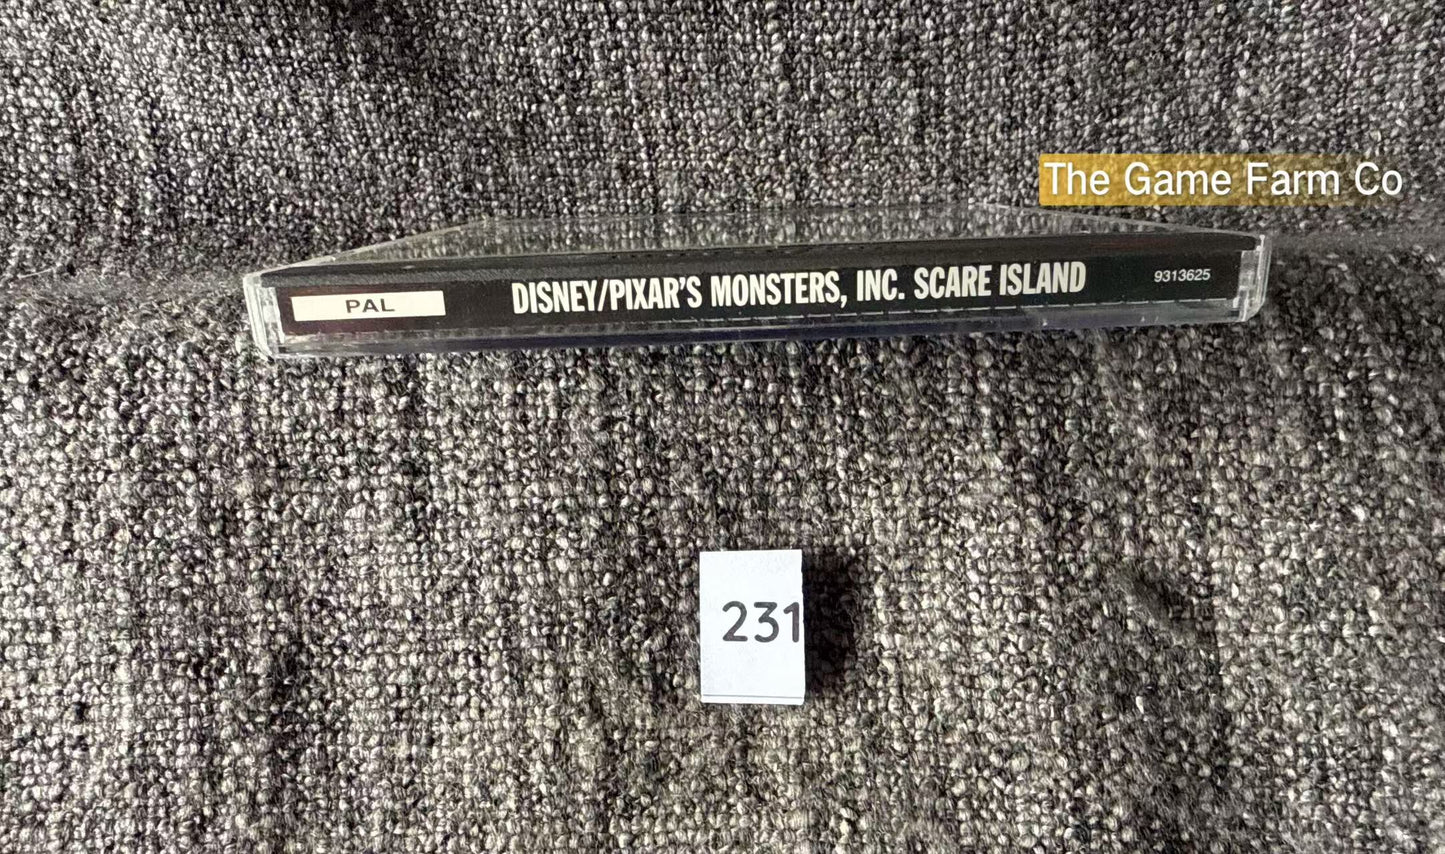 The Game Farm Co
PAL
DISNEY/PIXAR'S MONSTERS, INC. SCARE ISLAND
9313625
231